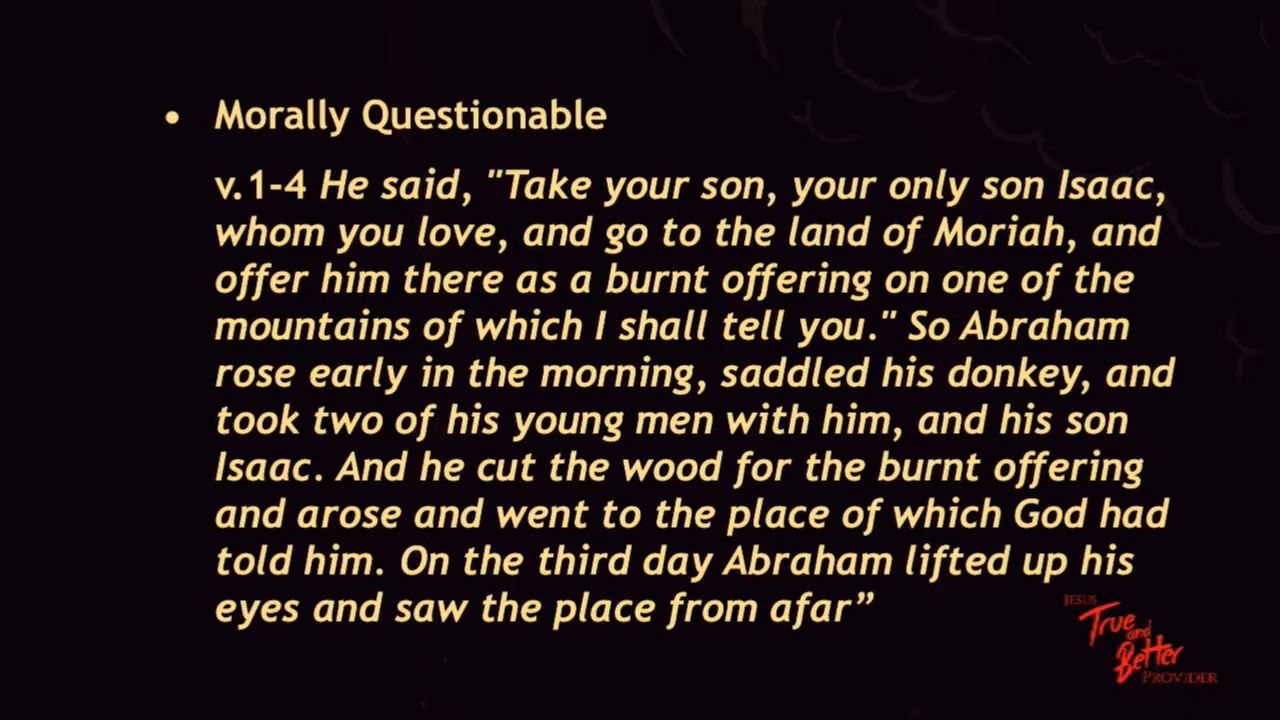 • Morally Questionable
v.1-4 He said, "Take your son, your only son Isaac,
whom you love, and go to the land of Moriah, and
offer him there as a burnt offering on one of the
mountains of which I shall tell you." So Abraham
rose early in the morning, saddled his donkey, and
took two of his young men with him, and his son
Isaac. And he cut the wood for the burnt offering
and arose and went to the place of which God had
told him. On the third day Abraham lifted up his
eyes and saw the place from afar”
JESUS
True
and
Better
PROVIDER